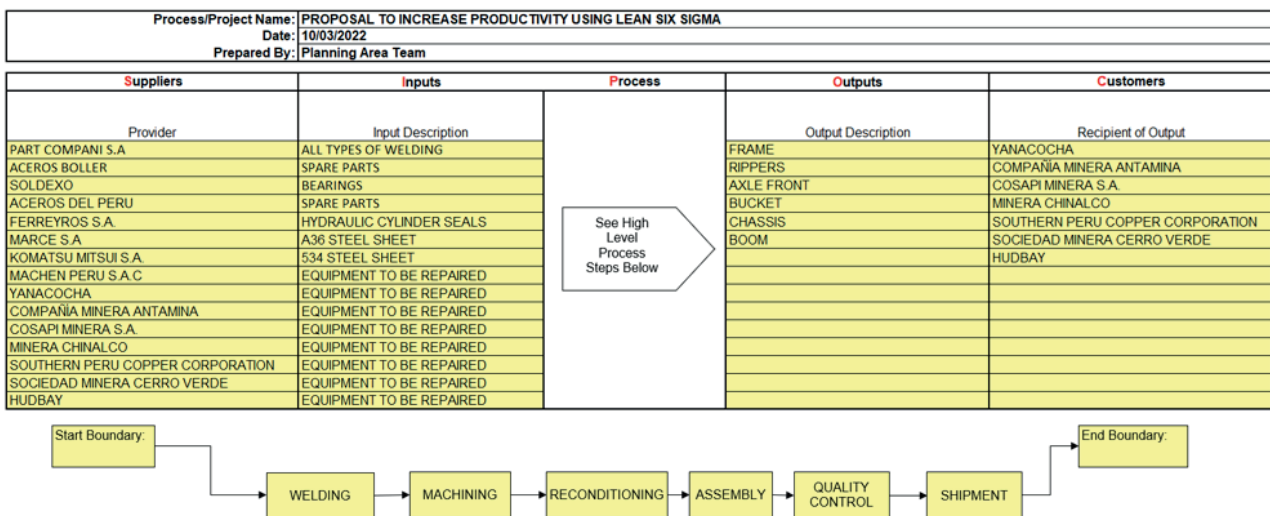 Process/Project Name: PROPOSAL TO INCREASE PRODUCTIVITY USING LEAN SIX SIGMA
Date: 10/03/2022
Prepared By: Planning Area Team
Suppliers Inputs Process Outputs Customers
Provider Input Description Output Description Recipient of Output
PART COMPANI S.A ALL TYPES OF WELDING FRAME YANACOCHA
ACEROS BOLLER SPARE PARTS RIPPERS COMPAÑÍA MINERA ANTAMINA
SOLDEXO BEARINGS AXLE FRONT COSAPI MINERA S.A.
ACEROS DEL PERU SPARE PARTS BUCKET MINERA CHINALCO
FERREYROS S.A. HYDRAULIC CYLINDER SEALS CHASSIS SOUTHERN PERU COPPER CORPORATION
MARCE S.A A36 STEEL SHEET BOOM SOCIEDAD MINERA CERRO VERDE
KOMATSU MITSUI S.A. 534 STEEL SHEET HUDBAY
See High
Level
Process
Steps Below
MACHEN PERU S.A.C EQUIPMENT TO BE REPAIRED
YANACOCHA EQUIPMENT TO BE REPAIRED
COMPAÑÍA MINERA ANTAMINA EQUIPMENT TO BE REPAIRED
COSAPI MINERA S.A. EQUIPMENT TO BE REPAIRED
MINERA CHINALCO EQUIPMENT TO BE REPAIRED
SOUTHERN PERU COPPER CORPORATION EQUIPMENT TO BE REPAIRED
SOCIEDAD MINERA CERRO VERDE EQUIPMENT TO BE REPAIRED
HUDBAY EQUIPMENT TO BE REPAIRED
Start Boundary:
End Boundary:
WELDING
MACHINING
RECONDITIONING
ASSEMBLY
QUALITY
CONTROL
SHIPMENT